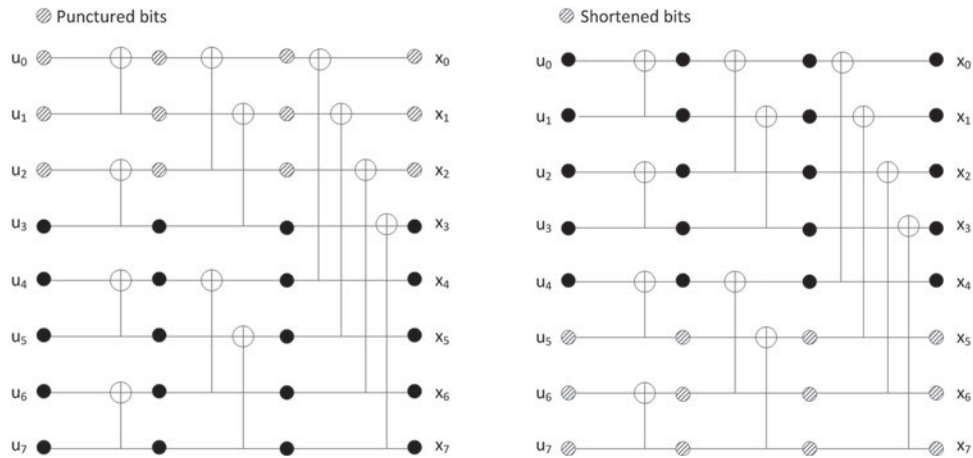 Punctured bits
u₀ x₀
u₁ x₁
u₂ x₂
u₃ x₃
u₄ x₄
u₅ x₅
u₆ x₆
u₇ x₇
Shortened bits
u₀ x₀
u₁ x₁
u₂ x₂
u₃ x₃
u₄ x₄
u₅ x₅
u₆ x₆
u₇ x₇